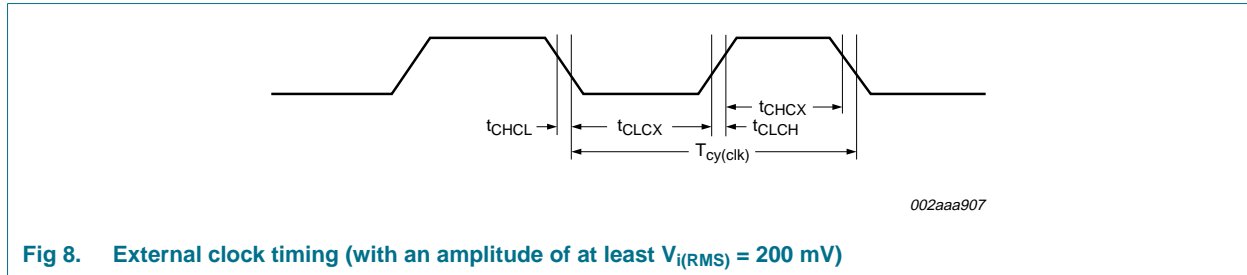 tCHCX
tCHCL tCLCX tCLCH
Tcy(clk)
002aaa907
Fig 8. External clock timing (with an amplitude of at least Vi(RMS) = 200 mV)